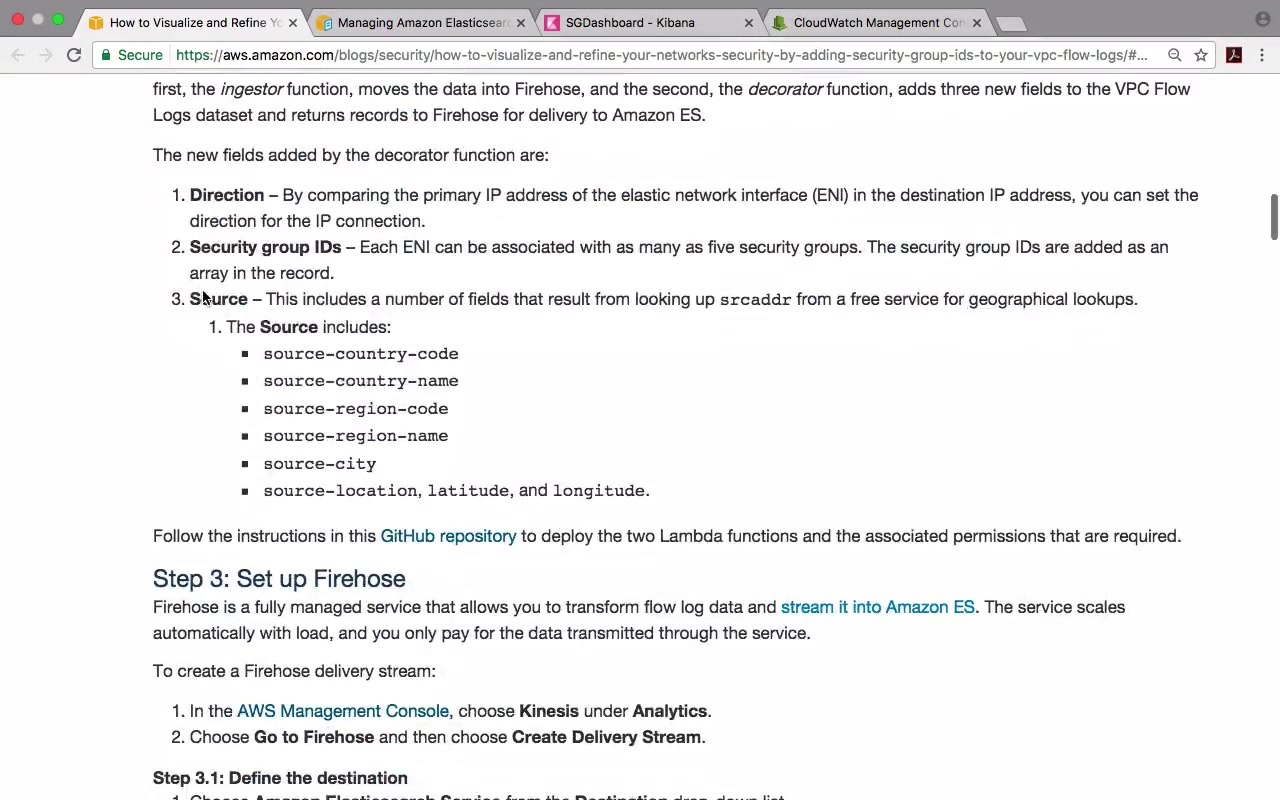 How to Visualize and Refine Yo
Managing Amazon Elasticsear
SGDashboard - Kibana
CloudWatch Management Con
Secure
https://aws.amazon.com/blogs/security/how-to-visualize-and-refine-your-networks-security-by-adding-security-group-ids-to-your-vpc-flow-logs/#...
first, the ingestor function, moves the data into Firehose, and the second, the decorator function, adds three new fields to the VPC Flow
Logs dataset and returns records to Firehose for delivery to Amazon ES.
The new fields added by the decorator function are:
1. Direction – By comparing the primary IP address of the elastic network interface (ENI) in the destination IP address, you can set the
direction for the IP connection.
2. Security group IDs – Each ENI can be associated with as many as five security groups. The security group IDs are added as an
array in the record.
3. Source – This includes a number of fields that result from looking up srcaddr from a free service for geographical lookups.
1. The Source includes:
▪ source-country-code
▪ source-country-name
▪ source-region-code
▪ source-region-name
▪ source-city
▪ source-location, latitude, and longitude.
Follow the instructions in this GitHub repository to deploy the two Lambda functions and the associated permissions that are required.
Step 3: Set up Firehose
Firehose is a fully managed service that allows you to transform flow log data and stream it into Amazon ES. The service scales
automatically with load, and you only pay for the data transmitted through the service.
To create a Firehose delivery stream:
1. In the AWS Management Console, choose Kinesis under Analytics.
2. Choose Go to Firehose and then choose Create Delivery Stream.
Step 3.1: Define the destination
1. Choose Amazon Elasticsearch Service from the Destination drop-down list.